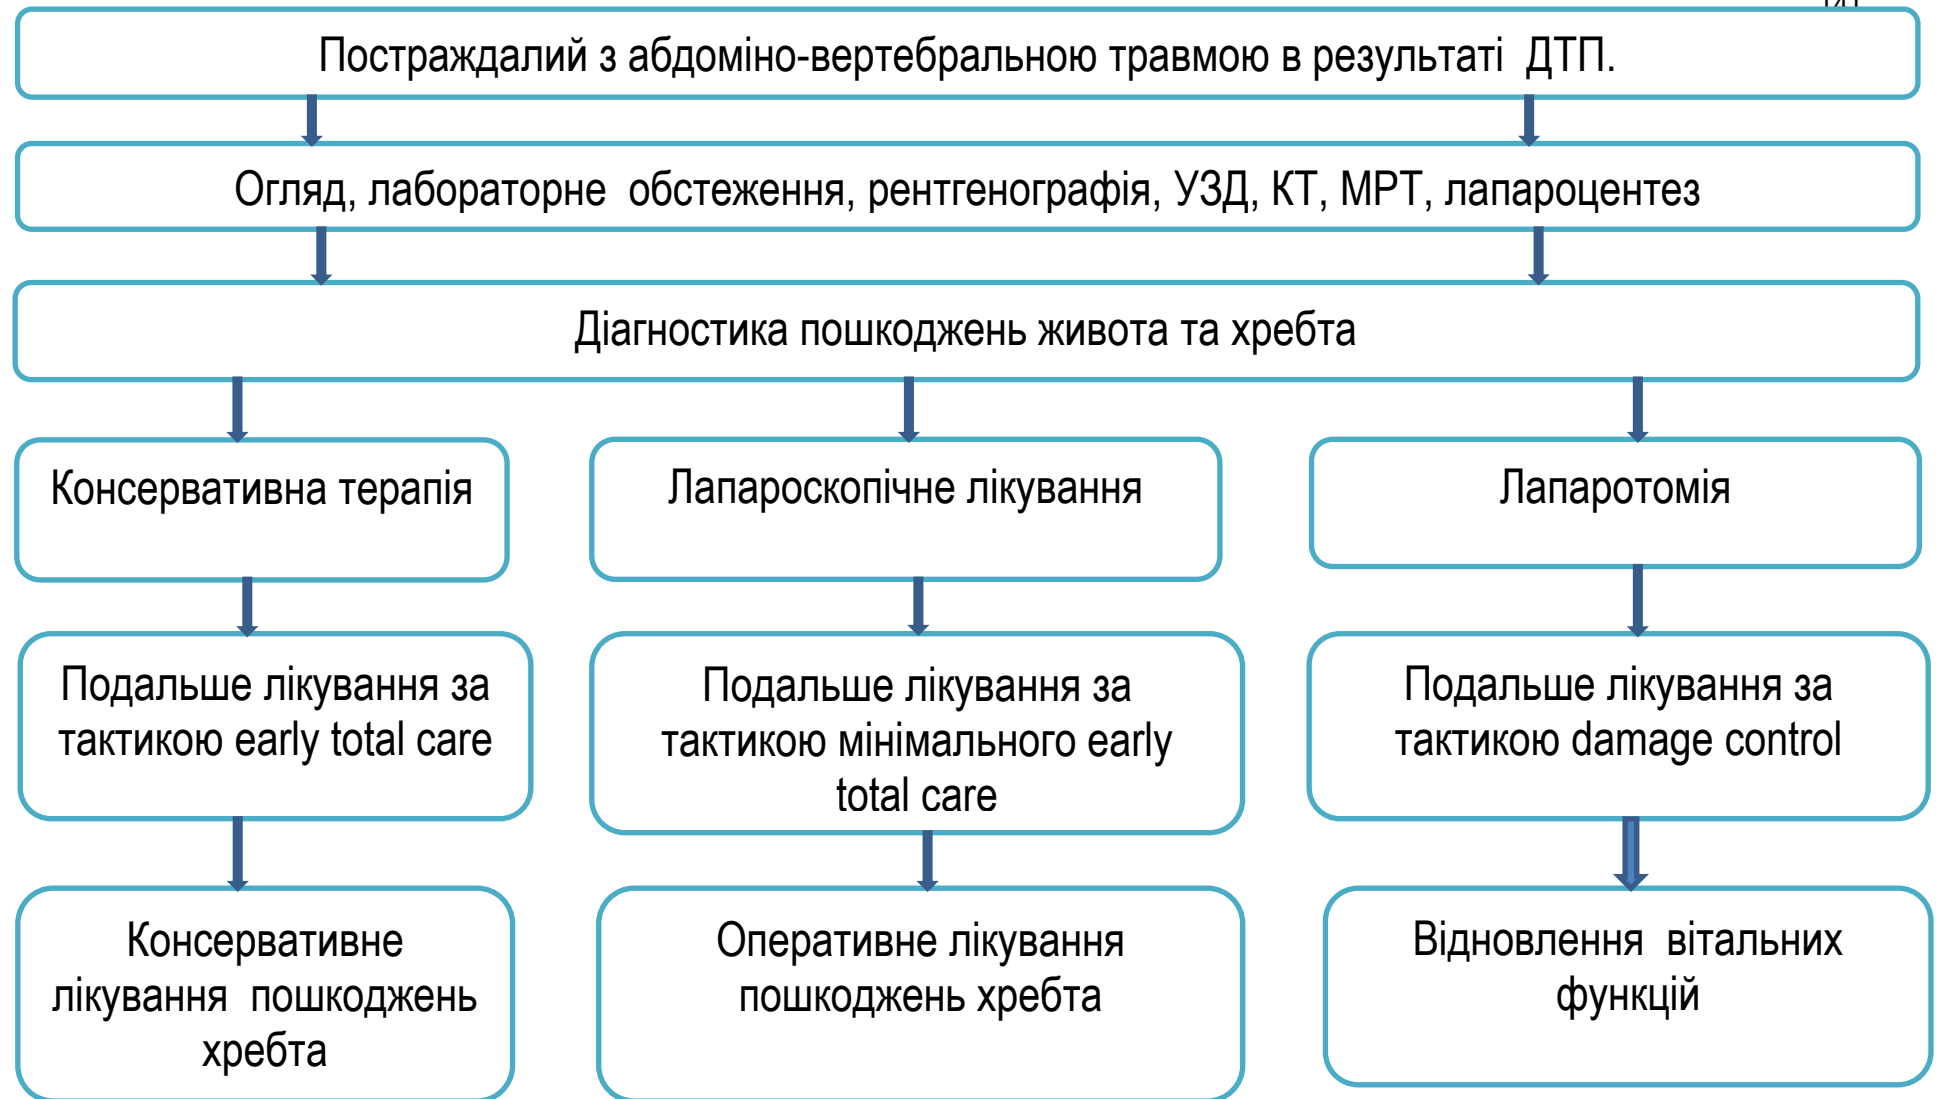 Постраждалий з абдоміно-вертебральною травмою в результаті ДТП.
Огляд, лабораторне обстеження, рентгенографія, УЗД, КТ, МРТ, лапароцентез
Діагностика пошкоджень живота та хребта
Консервативна терапія
Лапароскопічне лікування
Лапаротомія
Подальше лікування за
тактикою early total care
Подальше лікування за
тактикою мінімального early
total care
Подальше лікування за
тактикою damage control
Консервативне
лікування пошкоджень
хребта
Оперативне лікування
пошкоджень хребта
Відновлення вітальних
функцій